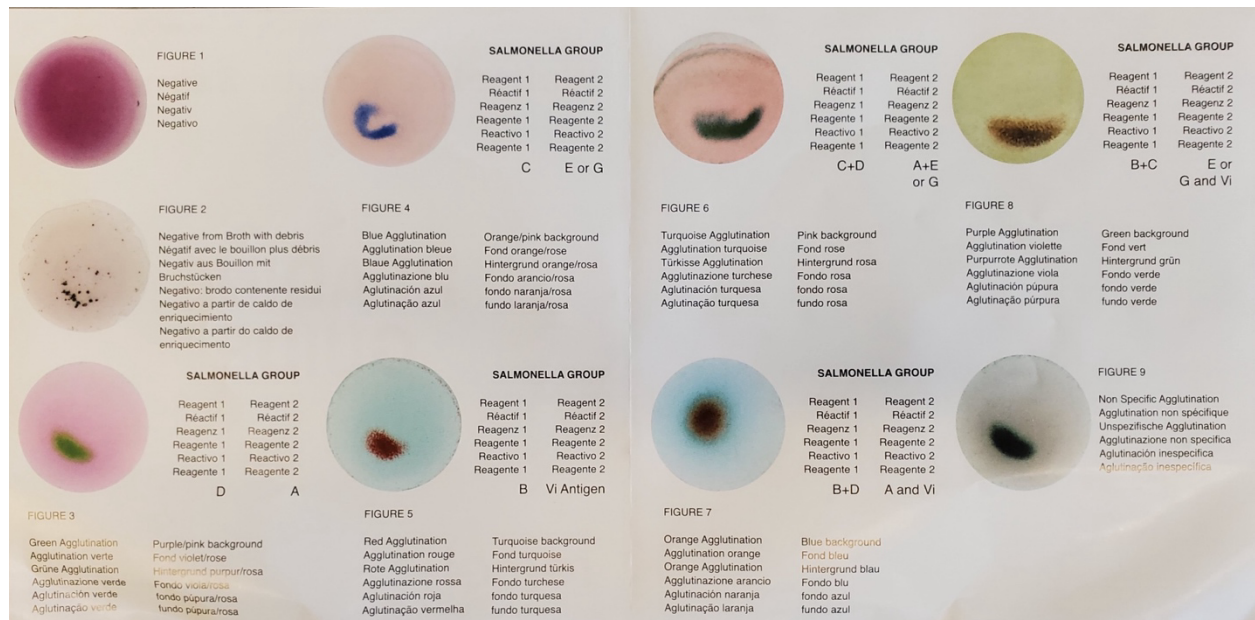 FIGURE 1
Negative
Négatif
Negativ
Negativo
SALMONELLA GROUP
Reagent 1 Reagent 2
Réactif 1 Réactif 2
Reagenz 1 Reagenz 2
Reagente 1 Reagente 2
Reactivo 1 Reactivo 2
Reagente 1 Reagente 2
C E or G
SALMONELLA GROUP
Reagent 1 Reagent 2
Réactif 1 Réactif 2
Reagenz 1 Reagenz 2
Reagente 1 Reagente 2
Reactivo 1 Reactivo 2
Reagente 1 Reagente 2
C+D A+E
or G
SALMONELLA GROUP
Reagent 1 Reagent 2
Réactif 1 Réactif 2
Reagenz 1 Reagenz 2
Reagente 1 Reagente 2
Reactivo 1 Reactivo 2
Reagente 1 Reagente 2
B+C E or
G and Vi
FIGURE 2
Negative from Broth with debris
Négatif avec le bouillon plus débris
Negativ aus Bouillon mit
Bruchstücken
Negativo: brodo contenente residui
Negativo a partir de caldo de
enriquecimiento
Negativo a partir do caldo de
enriquecimento
FIGURE 4
Blue Agglutination Orange/pink background
Agglutination bleue Fond orange/rose
Blaue Agglutination Hintergrund orange/rosa
Agglutinazione blu Fondo arancio/rosa
Aglutinación azul fondo naranja/rosa
Aglutinação azul fundo laranja/rosa
FIGURE 6
Turquoise Agglutination Pink background
Agglutination turquoise Fond rose
Türkisse Agglutination Hintergrund rosa
Agglutinazione turchese Fondo rosa
Aglutinación turquesa fondo rosa
Aglutinação turquesa fundo rosa
FIGURE 8
Purple Agglutination Green background
Agglutination violette Fond vert
Purpurrote Agglutination Hintergrund grün
Agglutinazione viola Fondo verde
Aglutinación púpura fondo verde
Aglutinação púrpura fundo verde
SALMONELLA GROUP
Reagent 1 Reagent 2
Réactif 1 Réactif 2
Reagenz 1 Reagenz 2
Reagente 1 Reagente 2
Reactivo 1 Reactivo 2
Reagente 1 Reagente 2
D A
FIGURE 3
Green Agglutination Purple/pink background
Agglutination verte Fond violet/rose
Grüne Agglutination Hintergrund purpur/rosa
Agglutinazione verde Fondo viola/rosa
Aglutinación verde fondo púpura/rosa
Aglutinação verde fundo púpura/rosa
SALMONELLA GROUP
Reagent 1 Reagent 2
Réactif 1 Réactif 2
Reagenz 1 Reagenz 2
Reagente 1 Reagente 2
Reactivo 1 Reactivo 2
Reagente 1 Reagente 2
B Vi Antigen
FIGURE 5
Red Agglutination Turquoise background
Agglutination rouge Fond turquoise
Rote Agglutination Hintergrund türkis
Agglutinazione rossa Fondo turchese
Aglutinación roja fondo turquesa
Aglutinação vermelha fundo turquesa
SALMONELLA GROUP
Reagent 1 Reagent 2
Réactif 1 Réactif 2
Reagenz 1 Reagenz 2
Reagente 1 Reagente 2
Reactivo 1 Reactivo 2
Reagente 1 Reagente 2
B+D A and Vi
FIGURE 7
Orange Agglutination Blue background
Agglutination orange Fond bleu
Orange Agglutination Hintergrund blau
Agglutinazione arancio Fondo blu
Aglutinación naranja fondo azul
Aglutinação laranja fundo azul
FIGURE 9
Non Specific Agglutination
Agglutination non spécifique
Unspezifische Agglutination
Agglutinazione non specifica
Aglutinación inespecifica
Aglutinação inespecifica